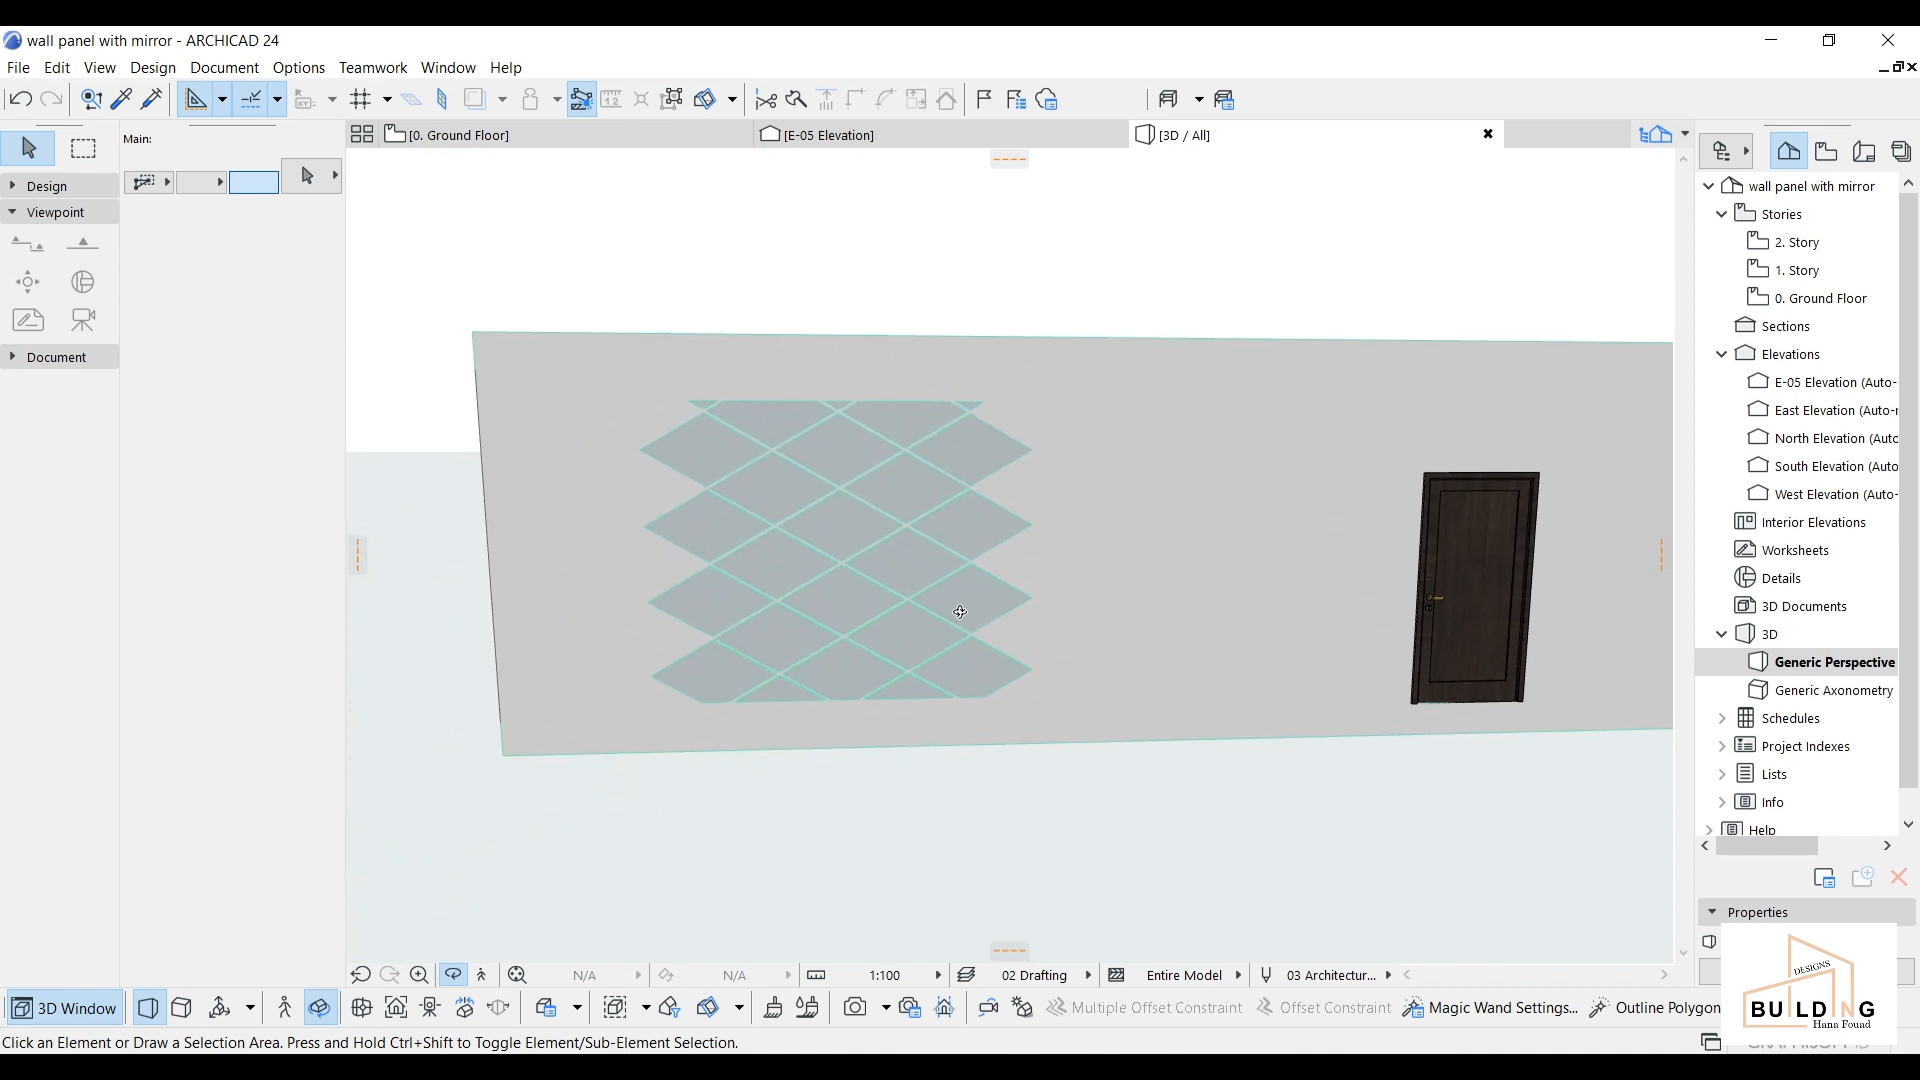 wall panel with mirror - ARCHICAD 24
File Edit View Design Document Options Teamwork Window Help
[0. Ground Floor]
[E-05 Elevation]
[3D / All]
Main:
Design
Viewpoint
Document
wall panel with mirror
Stories
2. Story
1. Story
0. Ground Floor
Sections
Elevations
E-05 Elevation (Auto-
East Elevation (Auto-r
North Elevation (Auto
South Elevation (Auto
West Elevation (Auto-
Interior Elevations
Worksheets
Details
3D Documents
3D
Generic Perspective
Generic Axonometry
Schedules
Project Indexes
Lists
Info
Help
Properties
N/A N/A 1:100 02 Drafting Entire Model 03 Architectur...
3D Window Multiple Offset Constraint Offset Constraint Magic Wand Settings... Outline Polygon
Click an Element or Draw a Selection Area. Press and Hold Ctrl+Shift to Toggle Element/Sub-Element Selection.
DESIGNS
BUILDING
Hana Fouad